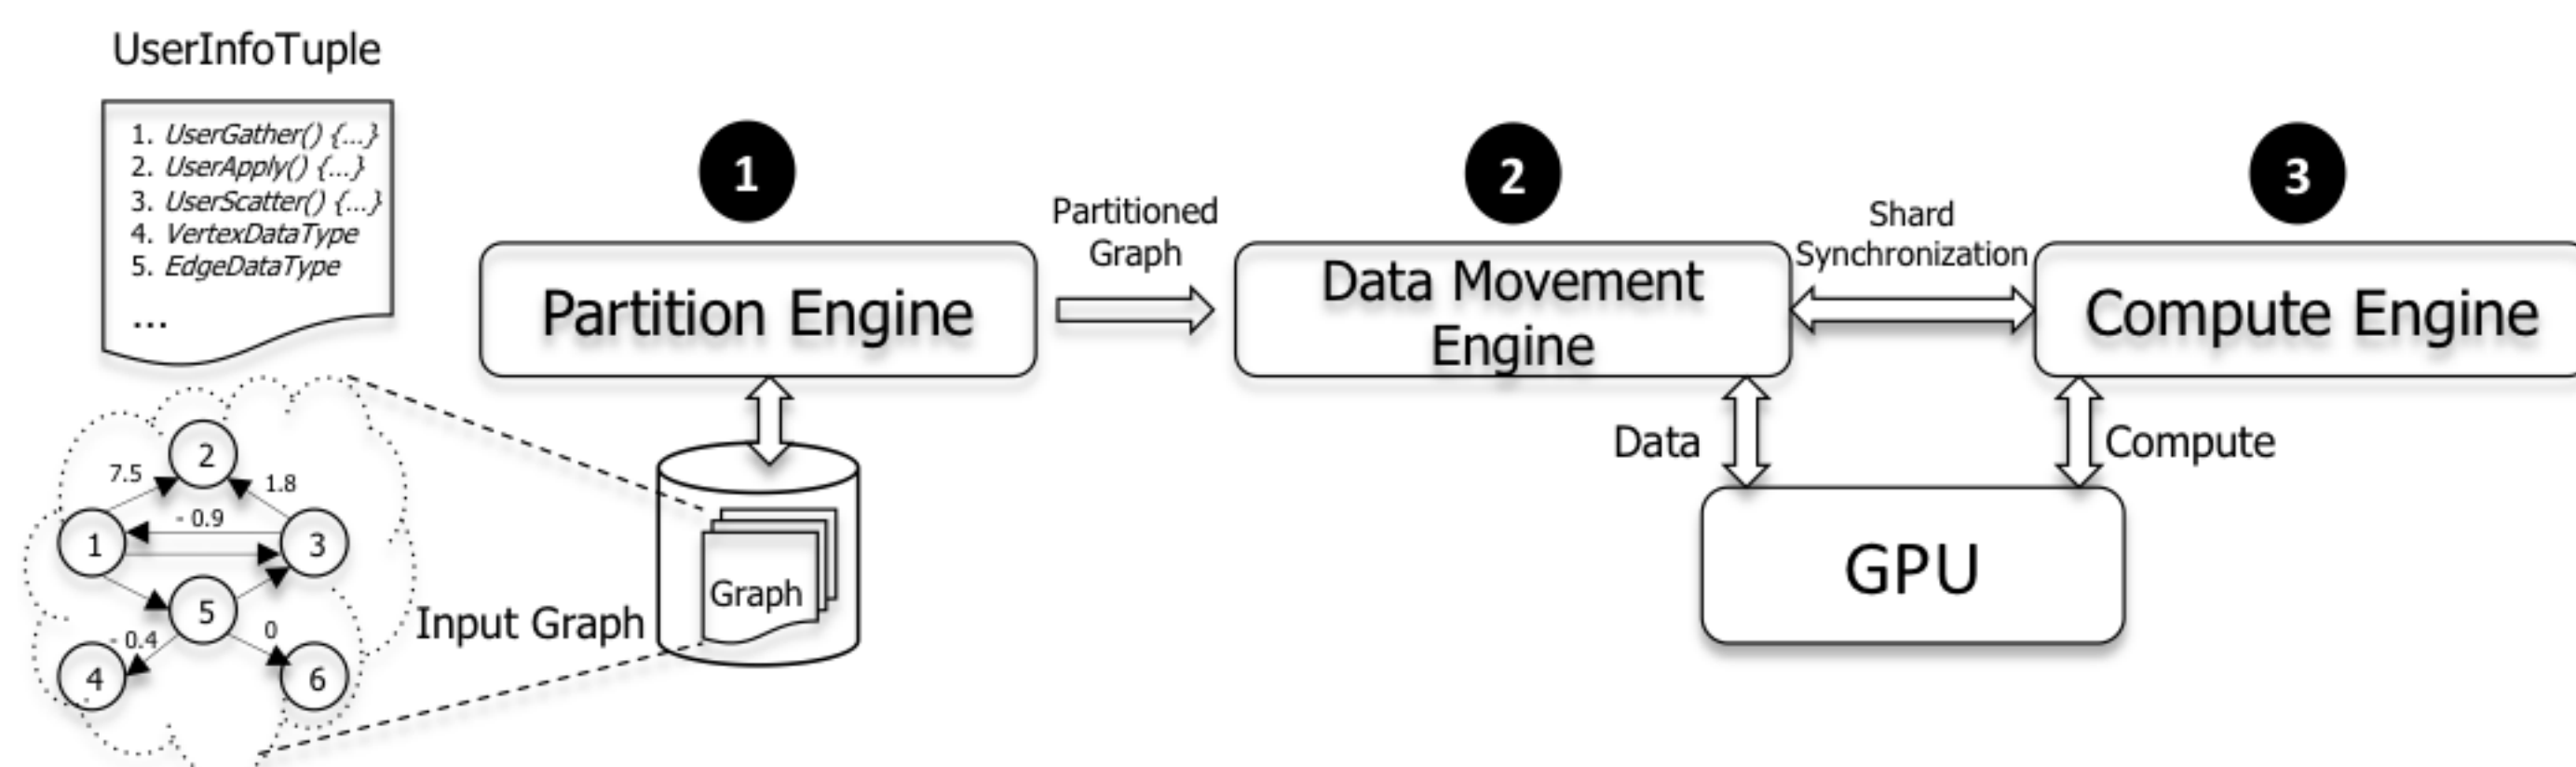 UserInfoTuple
1. UserGather() {...}
2. UserApply() {...}
3. UserScatter() {...}
4. VertexDataType
5. EdgeDataType
...
1
Partition Engine
Partitioned
Graph
2
Data Movement
Engine
Shard
Synchronization
3
Compute Engine
Data
Compute
GPU
Graph
Input Graph
2
7.5
1.8
- 0.9
1
3
5
- 0.4
0
4
6